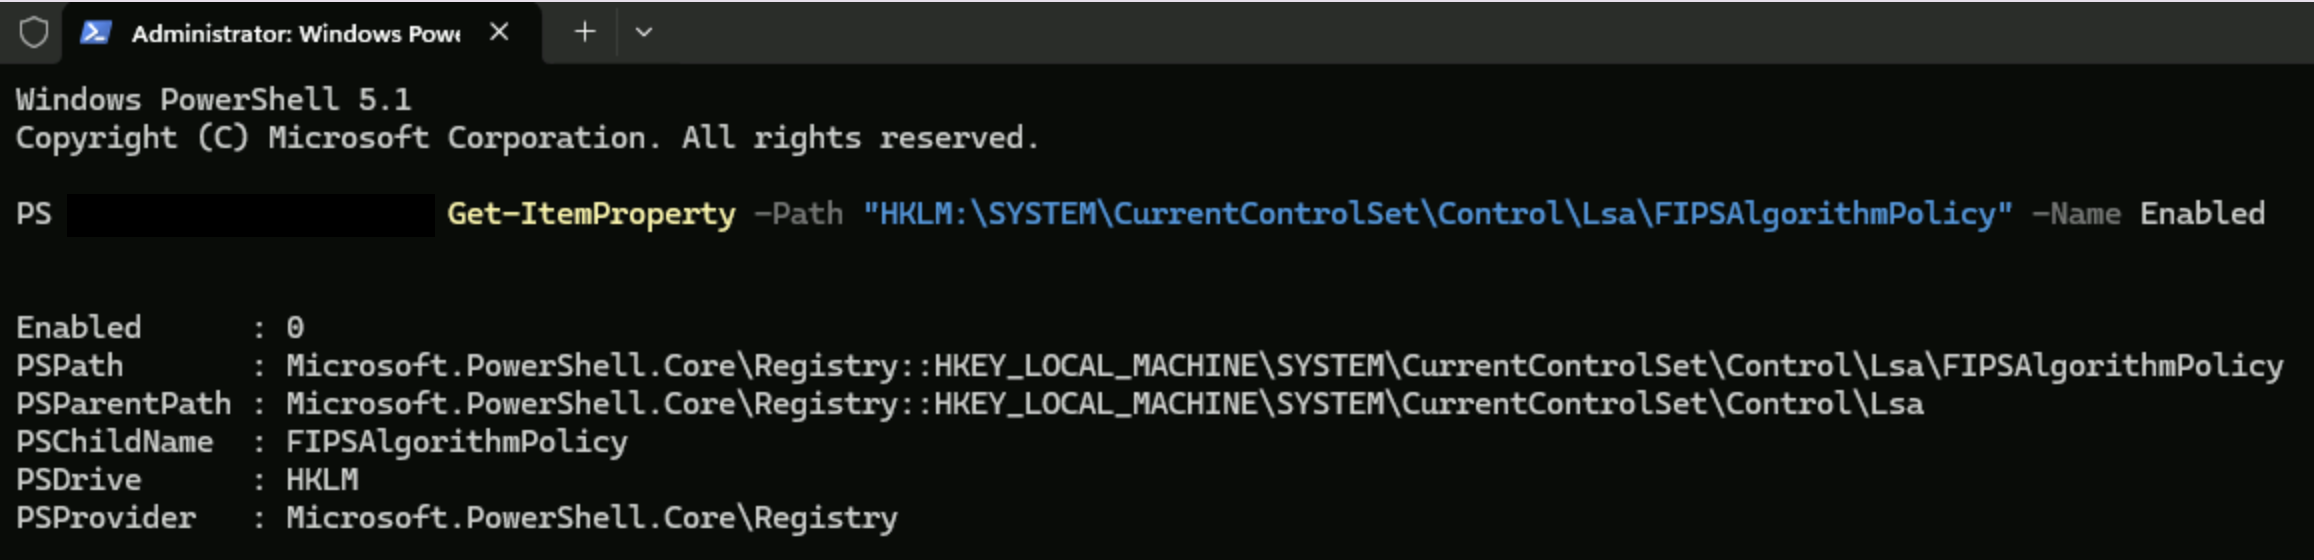 Administrator: Windows Powe
Windows PowerShell 5.1
Copyright (C) Microsoft Corporation. All rights reserved.
PS Get-ItemProperty -Path "HKLM:\SYSTEM\CurrentControlSet\Control\Lsa\FIPSAlgorithmPolicy" -Name Enabled
Enabled      : 0
PSPath       : Microsoft.PowerShell.Core\Registry::HKEY_LOCAL_MACHINE\SYSTEM\CurrentControlSet\Control\Lsa\FIPSAlgorithmPolicy
PSParentPath : Microsoft.PowerShell.Core\Registry::HKEY_LOCAL_MACHINE\SYSTEM\CurrentControlSet\Control\Lsa
PSChildName  : FIPSAlgorithmPolicy
PSDrive      : HKLM
PSProvider   : Microsoft.PowerShell.Core\Registry